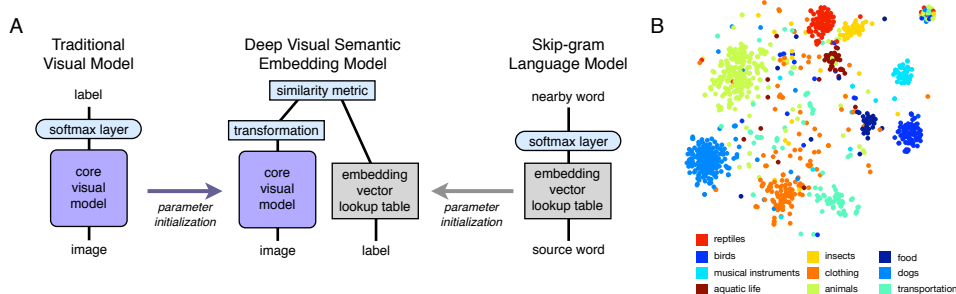 A
Traditional
Visual Model
label
softmax layer
core
visual
model
image
parameter
initialization
Deep Visual Semantic
Embedding Model
similarity metric
transformation
core
visual
model
image
embedding
vector
lookup table
label
parameter
initialization
Skip-gram
Language Model
nearby word
softmax layer
embedding
vector
lookup table
source word
B
reptiles
birds
musical instruments
aquatic life
insects
clothing
animals
food
dogs
transportation